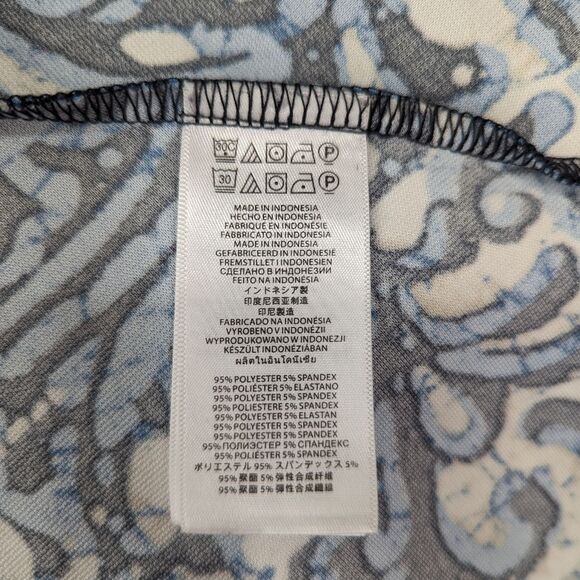 30C
30
MADE IN INDONESIA
HECHO EN INDONESIA
FABRIQUÉ EN INDONÉSIE
FABBRICATO IN INDONESIA
MADE IN INDONESIA
GEFABRICEERD IN INDONESIË
FREMSTILLET I INDONESIEN
СДЕЛАНО В ИНДОНЕЗИИ
FEITO NA INDONÉSIA
インドネシア製
印度尼西亚制造
印尼製
FABRICADO NA INDONÉSIA
VYROBENO V INDONÉZII
WYPRODUKOWANO W INDONEZJI
KÉSZÜLT INDONÉZIÁBAN
ผลิตในอินโดนีเซีย
95% POLYESTER 5% SPANDEX
95% POLIÉSTER 5% ELASTANO
95% POLYESTER 5% SPANDEX
95% POLIESTERE 5% SPANDEX
95% POLYESTER 5% ELASTAN
95% POLYESTER 5% SPANDEX
95% POLYESTER 5% SPANDEX
95% ПОЛИЭСТЕР 5% СПАНДЕКС
95% POLIÉSTER 5% SPANDEX
ポリエステル 95% スパンデックス 5%
95% 聚酯 5% 弹性合成纤维
95% 聚酯 5% 彈性合成纖維